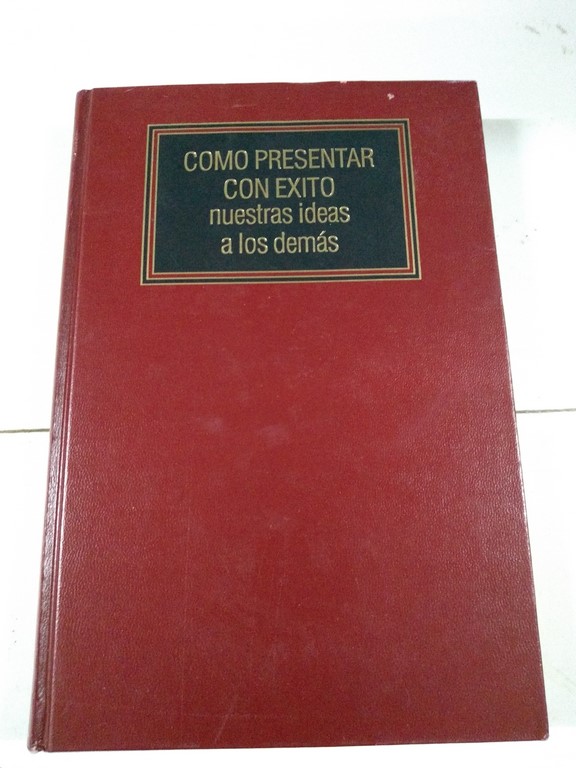 COMO PRESENTAR
CON EXITO
nuestras ideas
a los demás